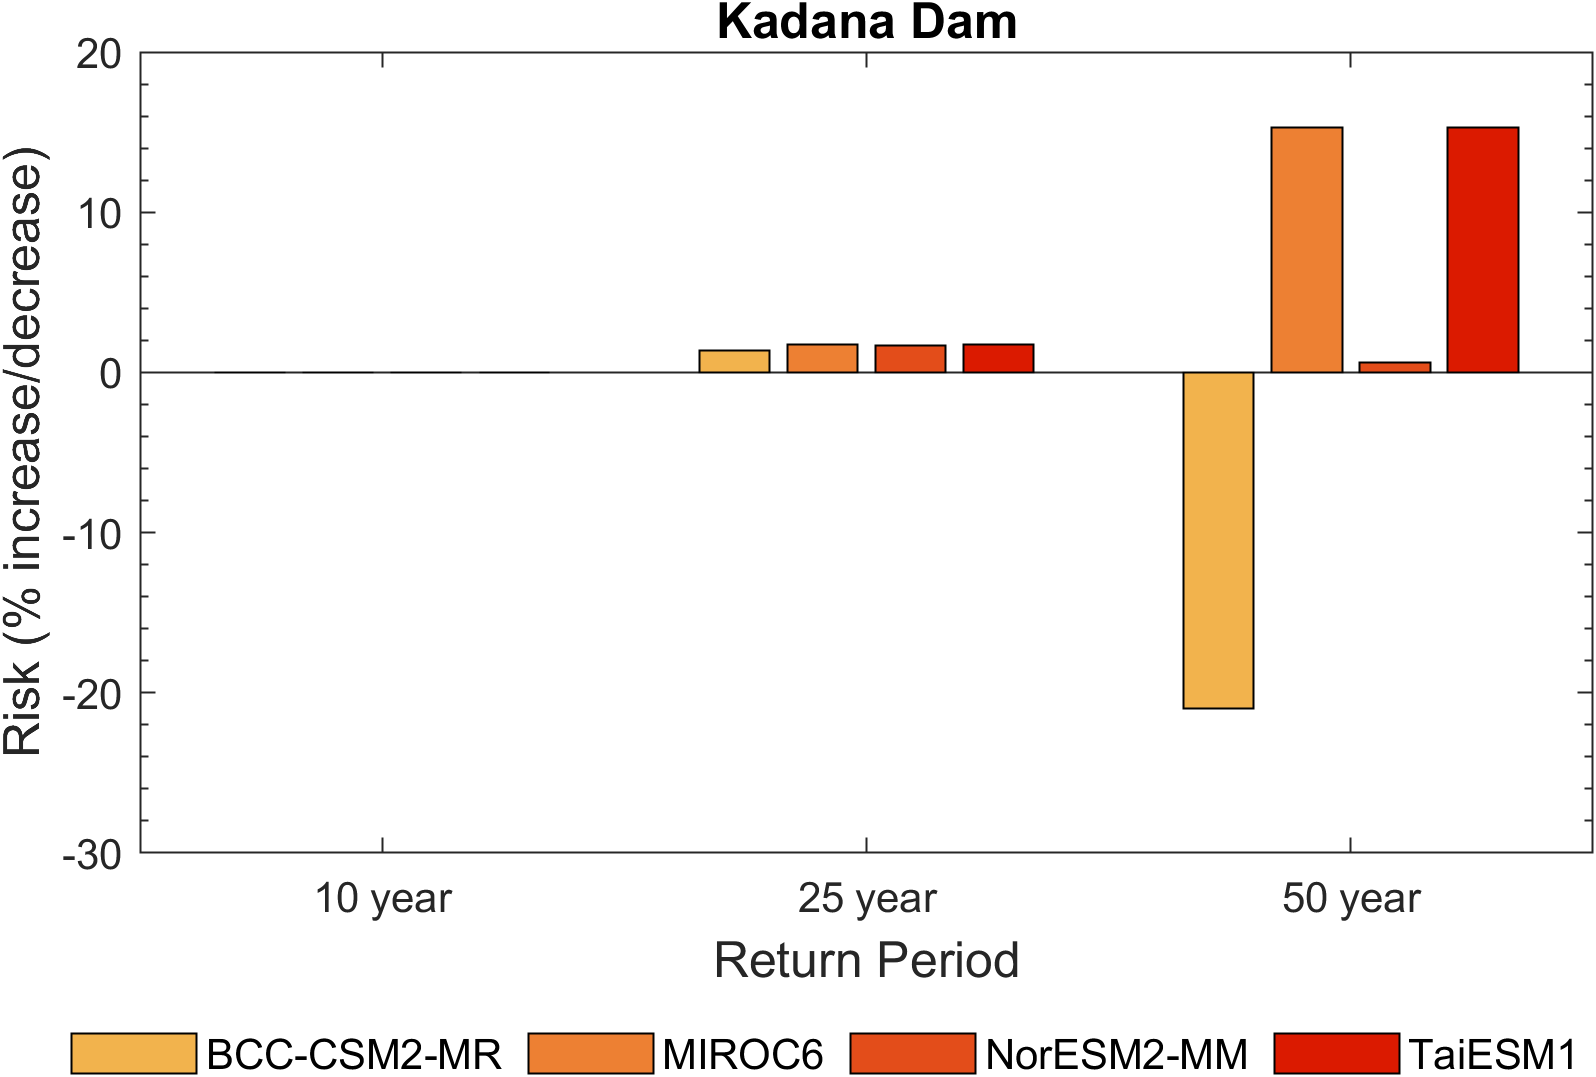 Kadana Dam
20
10
0
-10
-20
-30
Risk (% increase/decrease)
10 year
25 year
50 year
Return Period
BCC-CSM2-MR
MIROC6
NorESM2-MM
TaiESM1